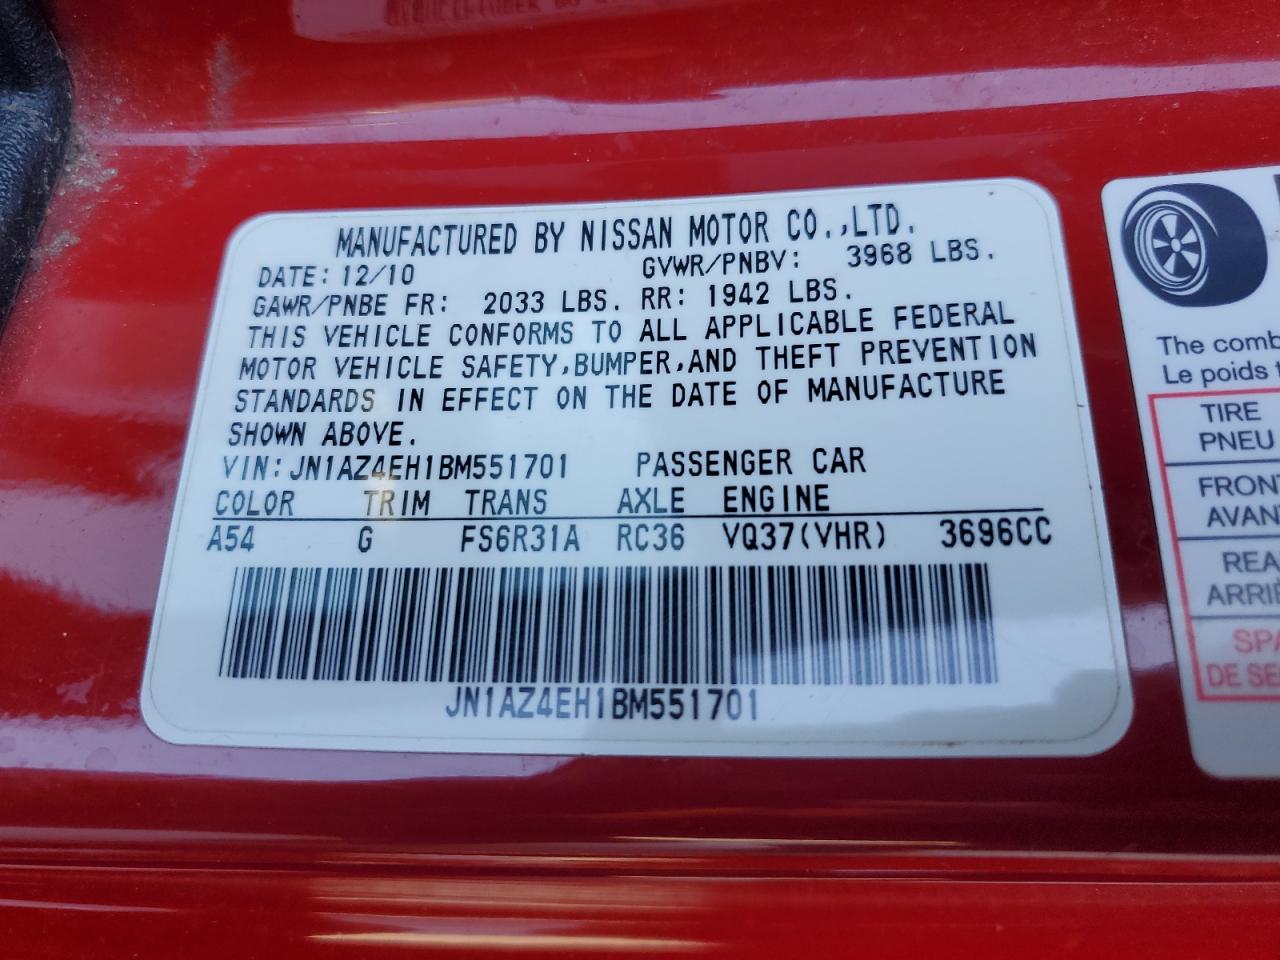 MANUFACTURED BY NISSAN MOTOR CO.,LTD.
DATE: 12/10 GVWR/PNBV: 3968 LBS.
GAWR/PNBE FR: 2033 LBS. RR: 1942 LBS.
THIS VEHICLE CONFORMS TO ALL APPLICABLE FEDERAL
MOTOR VEHICLE SAFETY,BUMPER,AND THEFT PREVENTION
STANDARDS IN EFFECT ON THE DATE OF MANUFACTURE
SHOWN ABOVE.
VIN: JN1AZ4EH1BM551701 PASSENGER CAR
COLOR TRIM TRANS AXLE ENGINE
A54 G FS6R31A RC36 VQ37(VHR) 3696CC
JN1AZ4EH1BM551701
The comb
Le poids
TIRE
PNEU
FRONT
AVAN
REA
ARRIE
SPA
DE SE